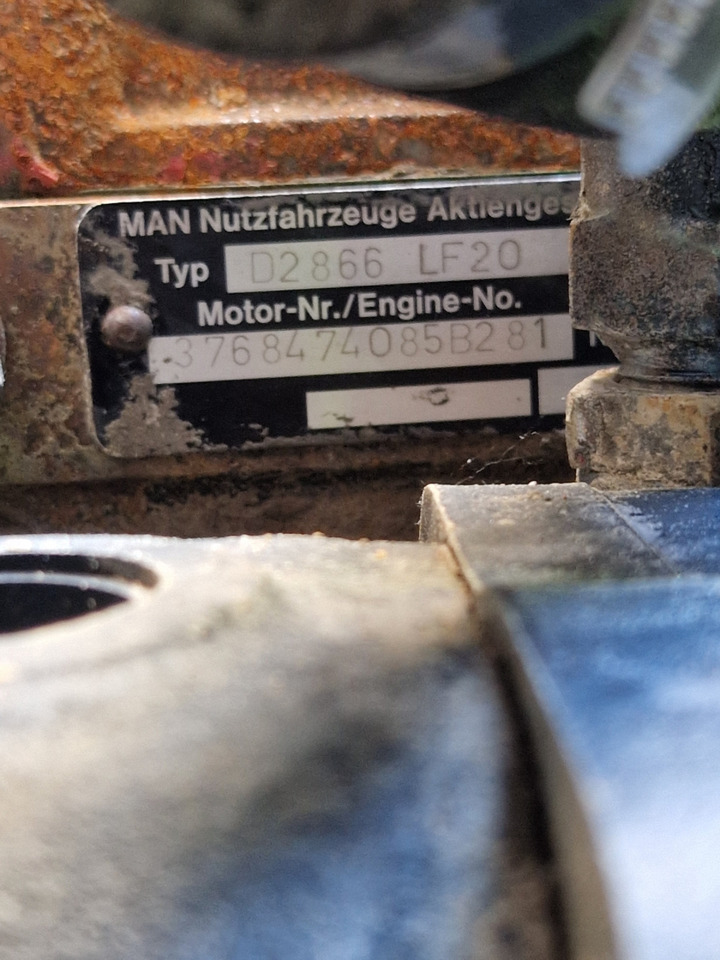 MAN Nutzfahrzeuge Aktienges
Typ D2866 LF20
Motor-Nr./Engine-No.
3768474085B281